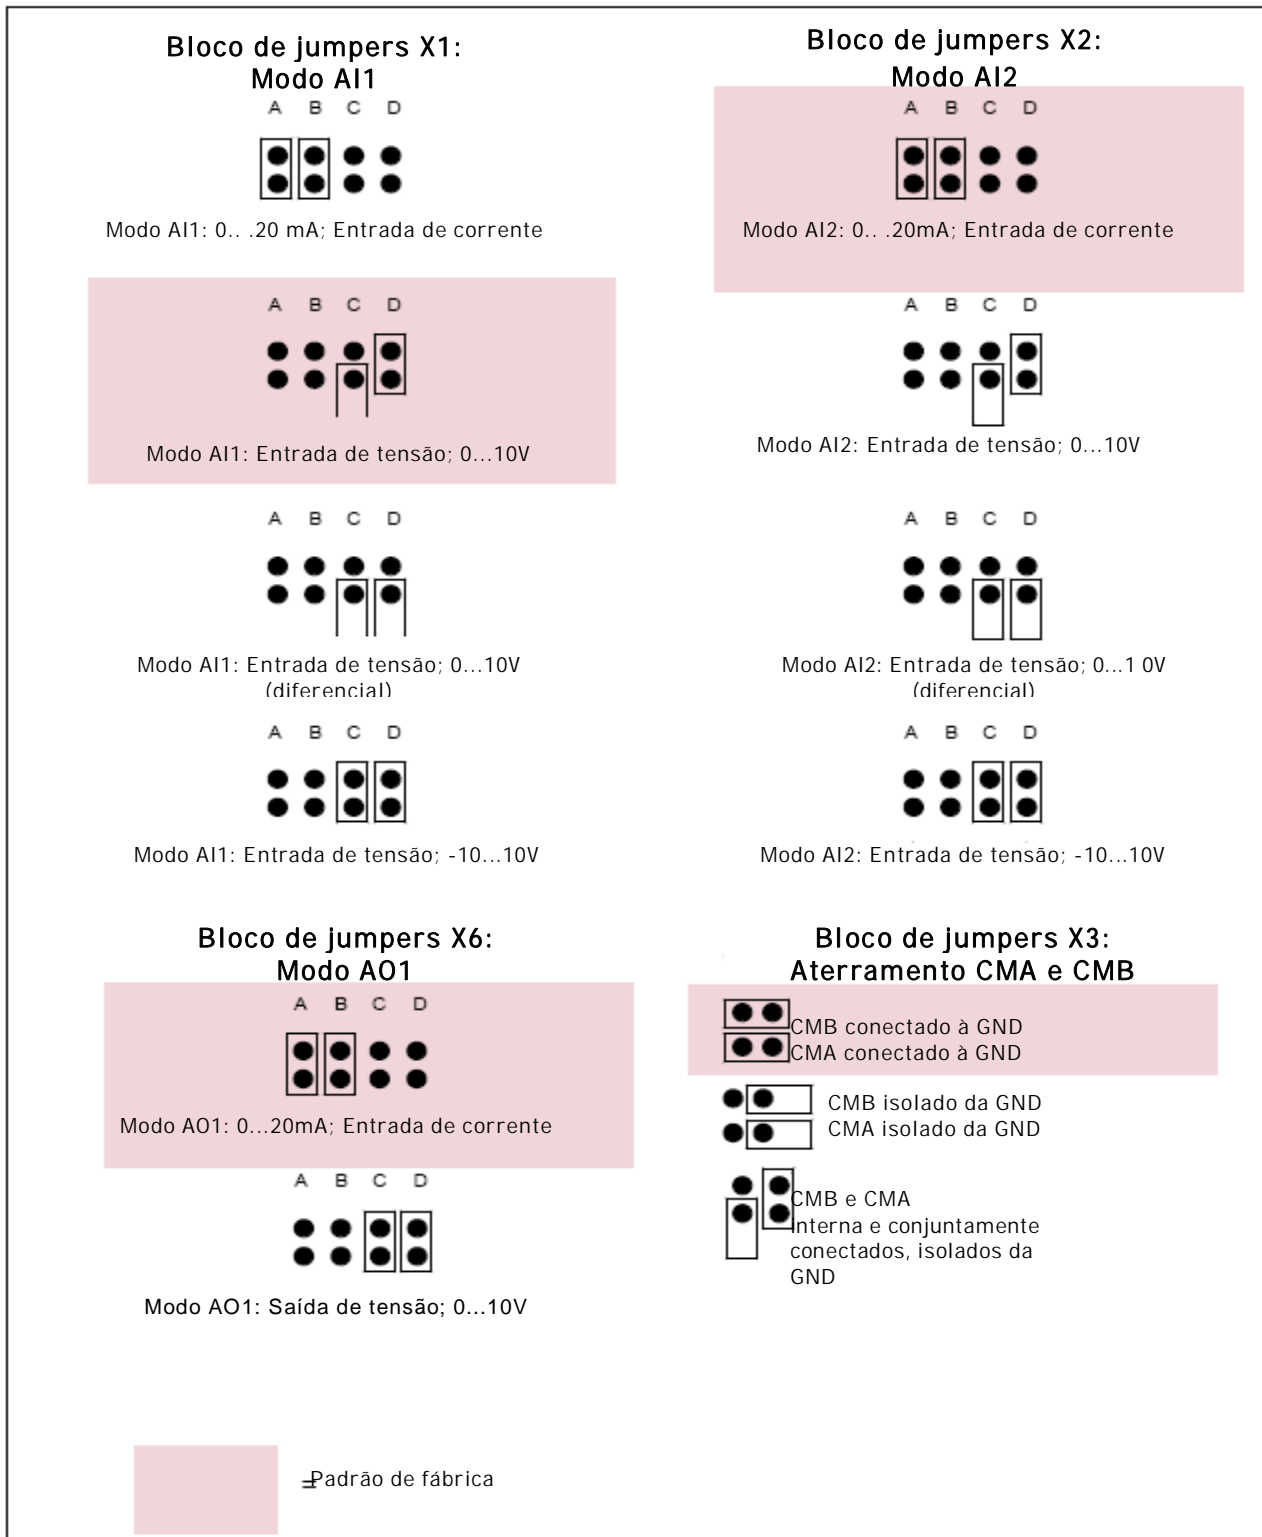 Bloco de jumpers X1:
Modo AI1
A B C D
Modo AI1: 0.. .20 mA; Entrada de corrente
A B C D
Modo AI1: Entrada de tensão; 0...10V
A B C D
Modo AI1: Entrada de tensão; 0...10V
(diferencial)
A B C D
Modo AI1: Entrada de tensão; -10...10V
Bloco de jumpers X2:
Modo AI2
A B C D
Modo AI2: 0.. .20mA; Entrada de corrente
A B C D
Modo AI2: Entrada de tensão; 0...10V
A B C D
Modo AI2: Entrada de tensão; 0...1 0V
(diferencial)
A B C D
Modo AI2: Entrada de tensão; -10...10V
Bloco de jumpers X6:
Modo AO1
A B C D
Modo AO1: 0...20mA; Entrada de corrente
A B C D
Modo AO1: Saída de tensão; 0...10V
Bloco de jumpers X3:
Aterramento CMA e CMB
CMB conectado à GND
CMA conectado à GND
CMB isolado da GND
CMA isolado da GND
CMB e CMA
interna e conjuntamente
conectados, isolados da
GND
=Padrão de fábrica